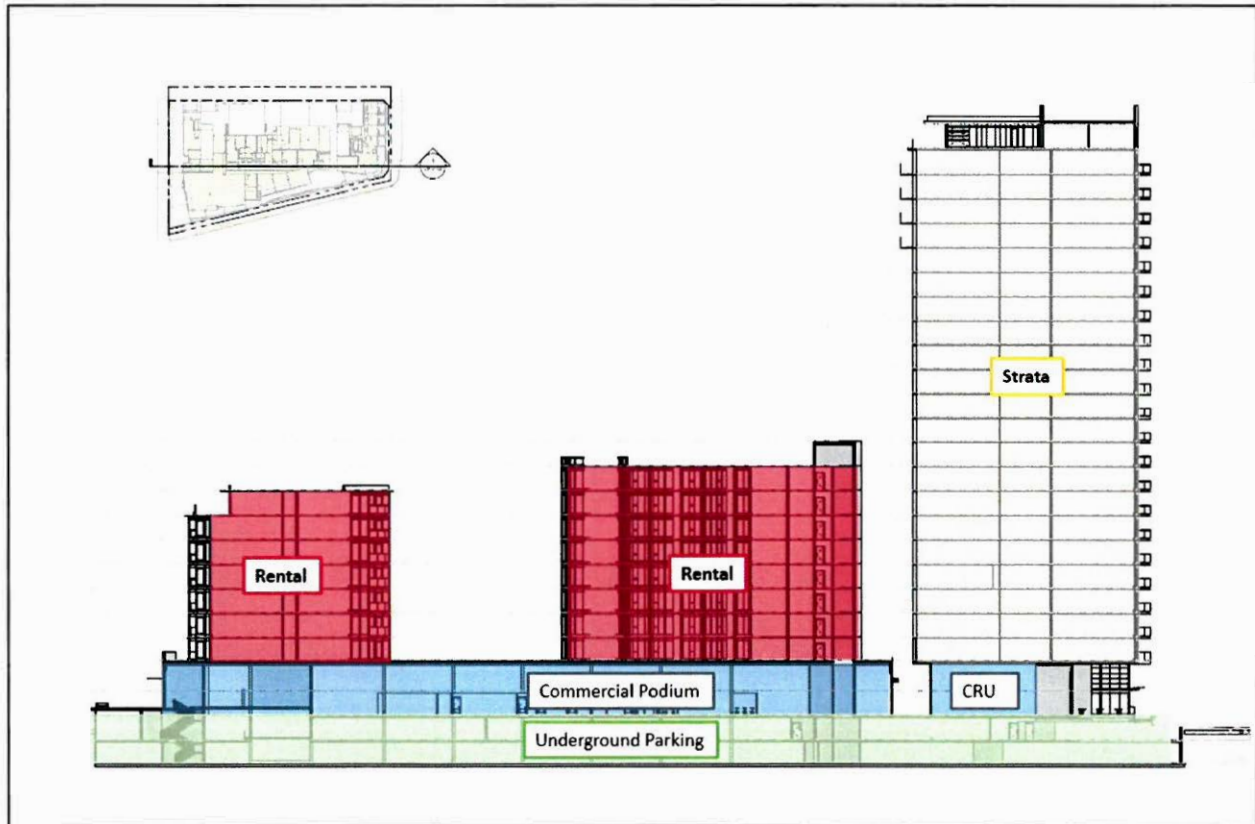 Strata
Rental
Rental
Commercial Podium
CRU
Underground Parking